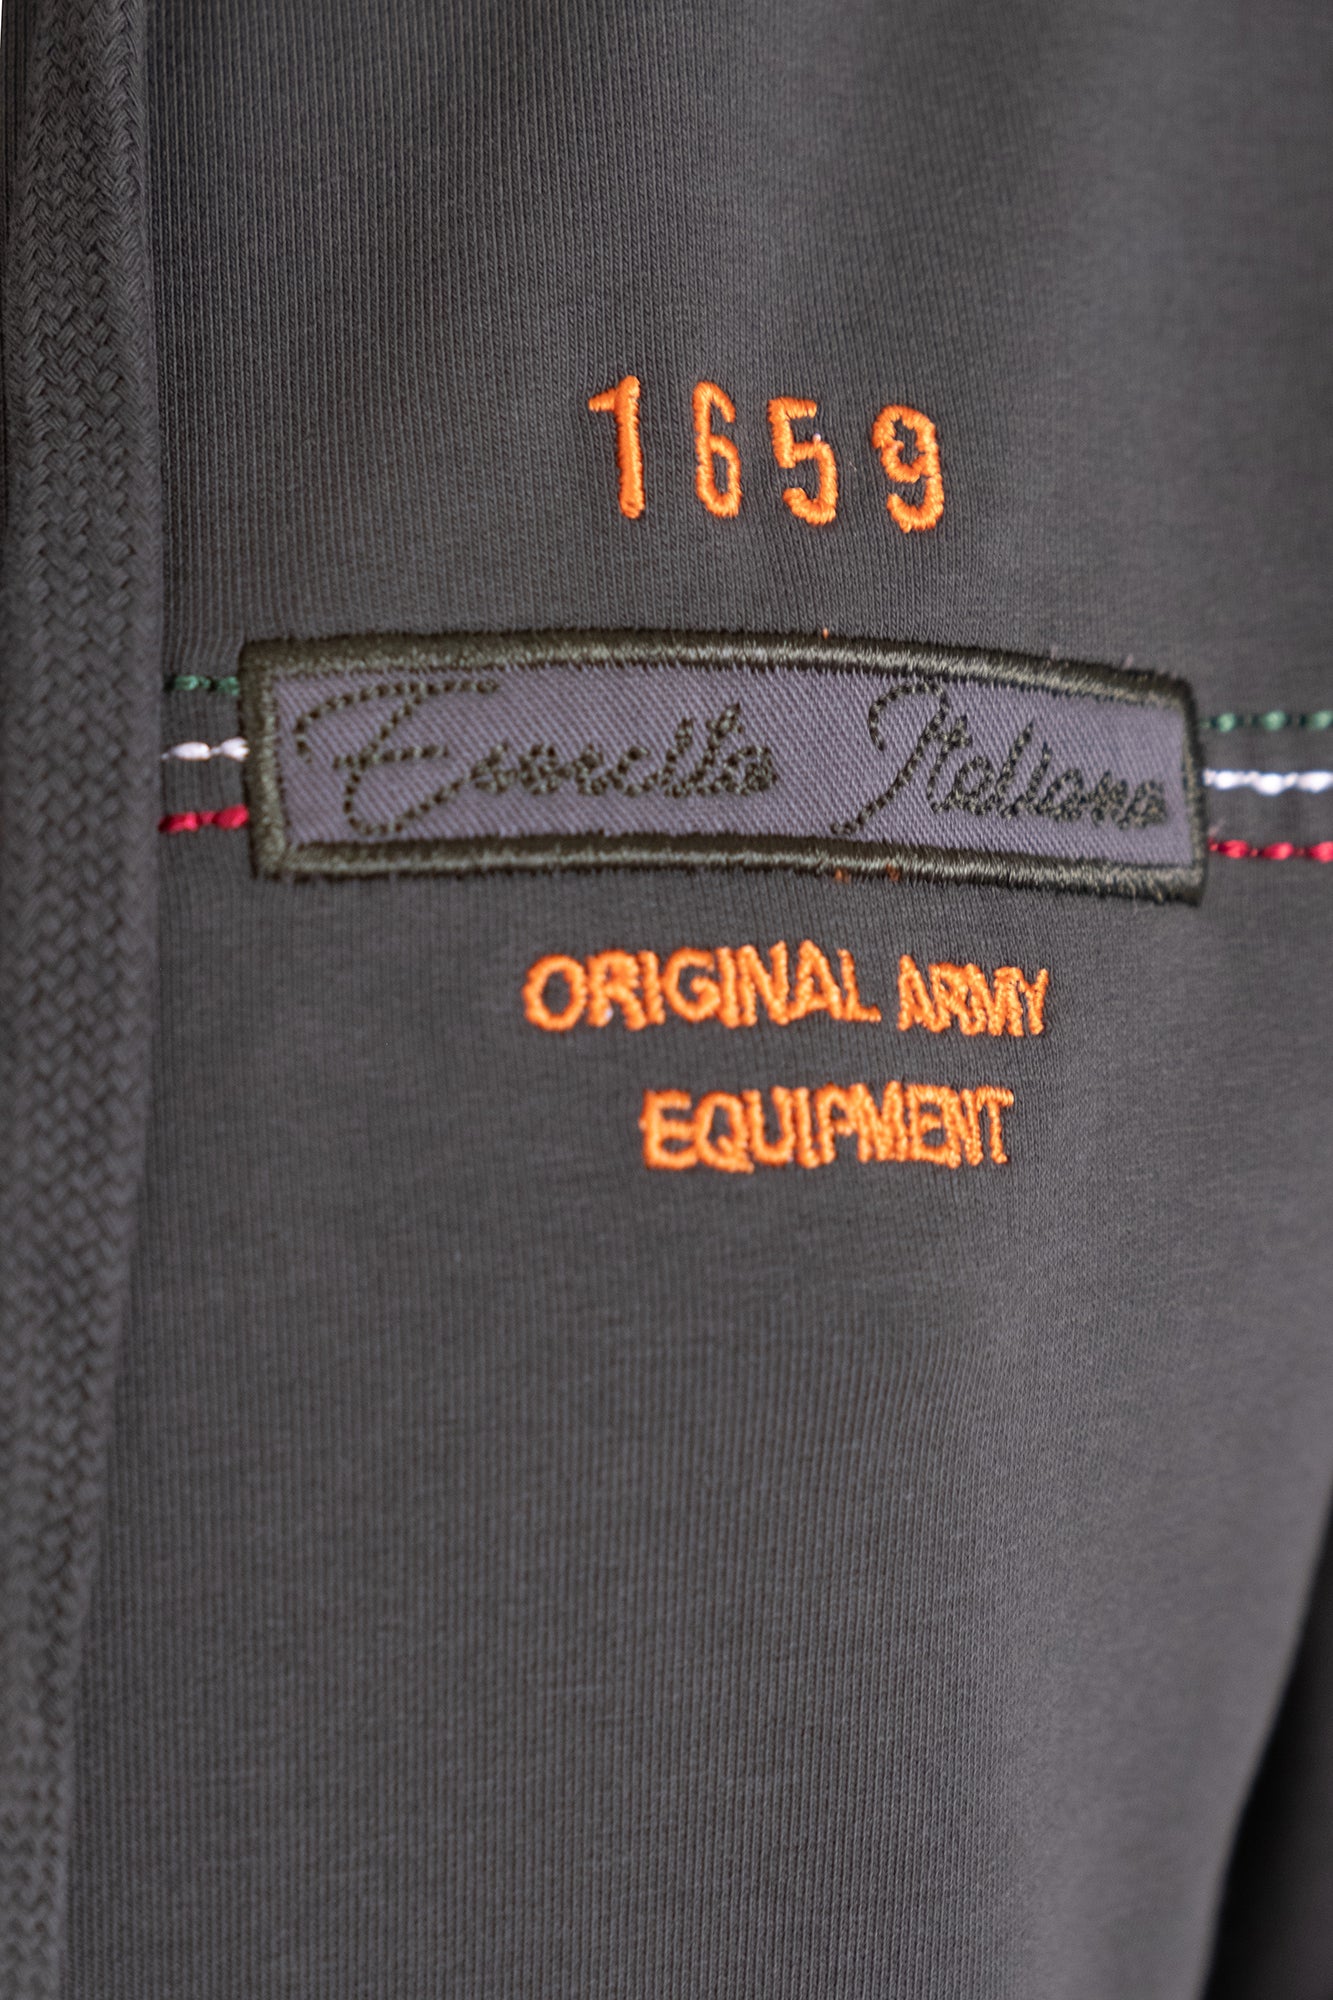 1659
Esercito Italiano
ORIGINAL ARMY
EQUIPMENT